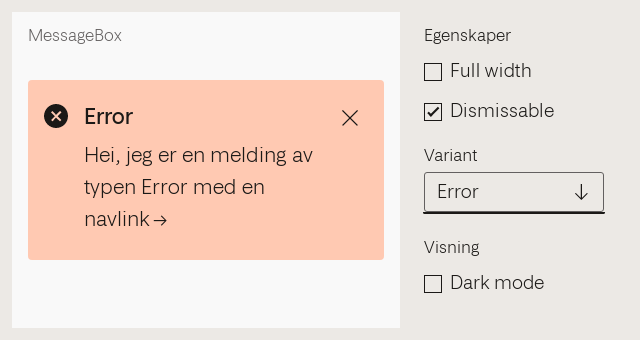 MessageBox
Error
Hei, jeg er en melding av
typen Error med en
navlink →
Egenskaper
Full width
Dismissable
Variant
Error
Visning
Dark mode